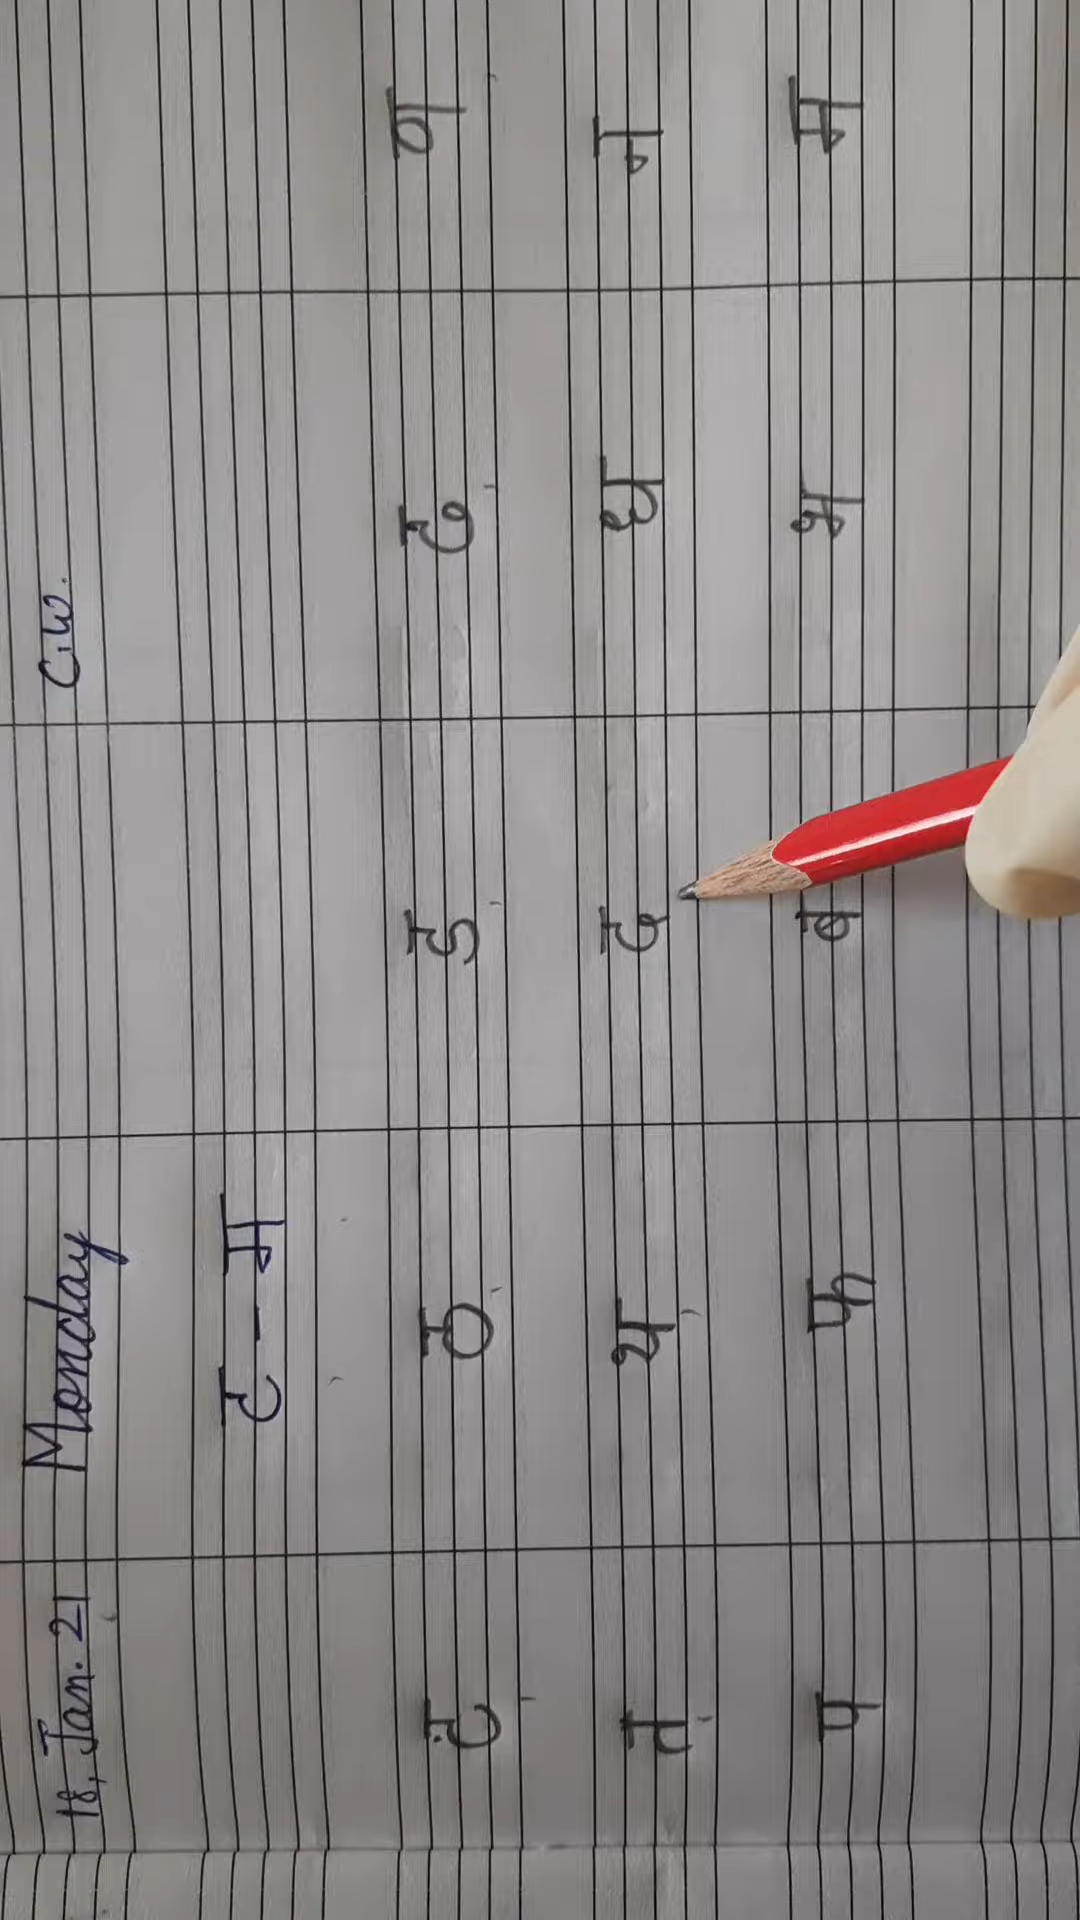 18, Jan. 21 Monday C.W.
ट - म
ट ठ ड ढ ण
त थ द ध न
प फ ब भ म